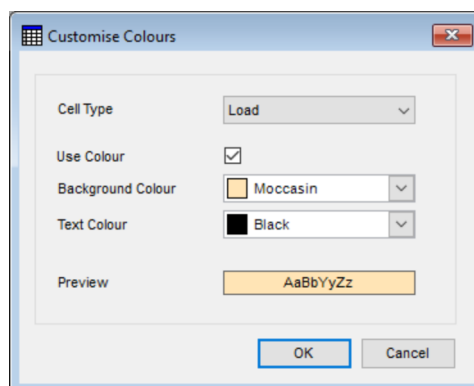 Customise Colours
Cell Type Load
Use Colour
Background Colour Moccasin
Text Colour Black
Preview AaBbYyZz
OK Cancel